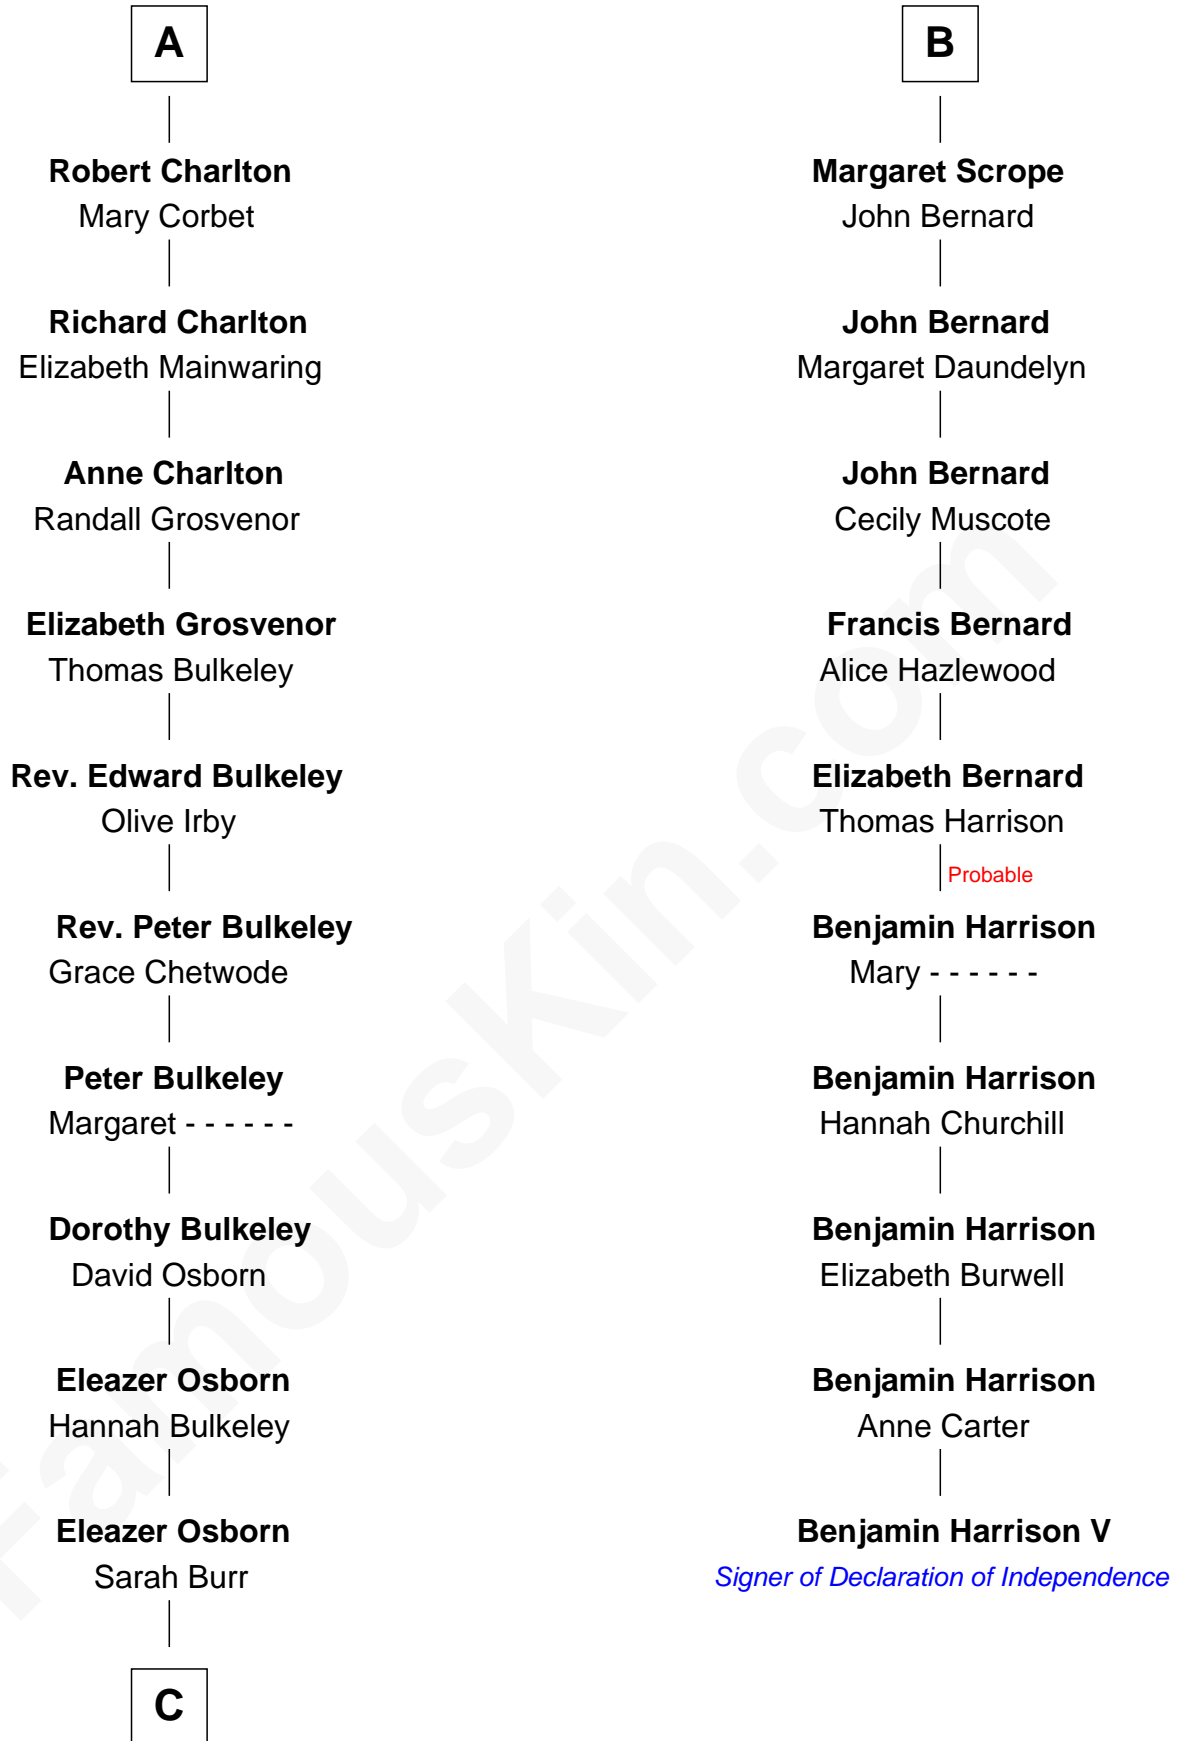 A
Robert Charlton
Mary Corbet
Richard Charlton
Elizabeth Mainwaring
Anne Charlton
Randall Grosvenor
Elizabeth Grosvenor
Thomas Bulkeley
Rev. Edward Bulkeley
Olive Irby
Rev. Peter Bulkeley
Grace Chetwode
Peter Bulkeley
Margaret - - - - - -
Dorothy Bulkeley
David Osborn
Eleazer Osborn
Hannah Bulkeley
Eleazer Osborn
Sarah Burr
C
B
Margaret Scrope
John Bernard
John Bernard
Margaret Daundelyn
John Bernard
Cecily Muscote
Francis Bernard
Alice Hazlewood
Elizabeth Bernard
Thomas Harrison
Probable
Benjamin Harrison
Mary - - - - - -
Benjamin Harrison
Hannah Churchill
Benjamin Harrison
Elizabeth Burwell
Benjamin Harrison
Anne Carter
Benjamin Harrison V
Signer of Declaration of Independence
FamousKin.com